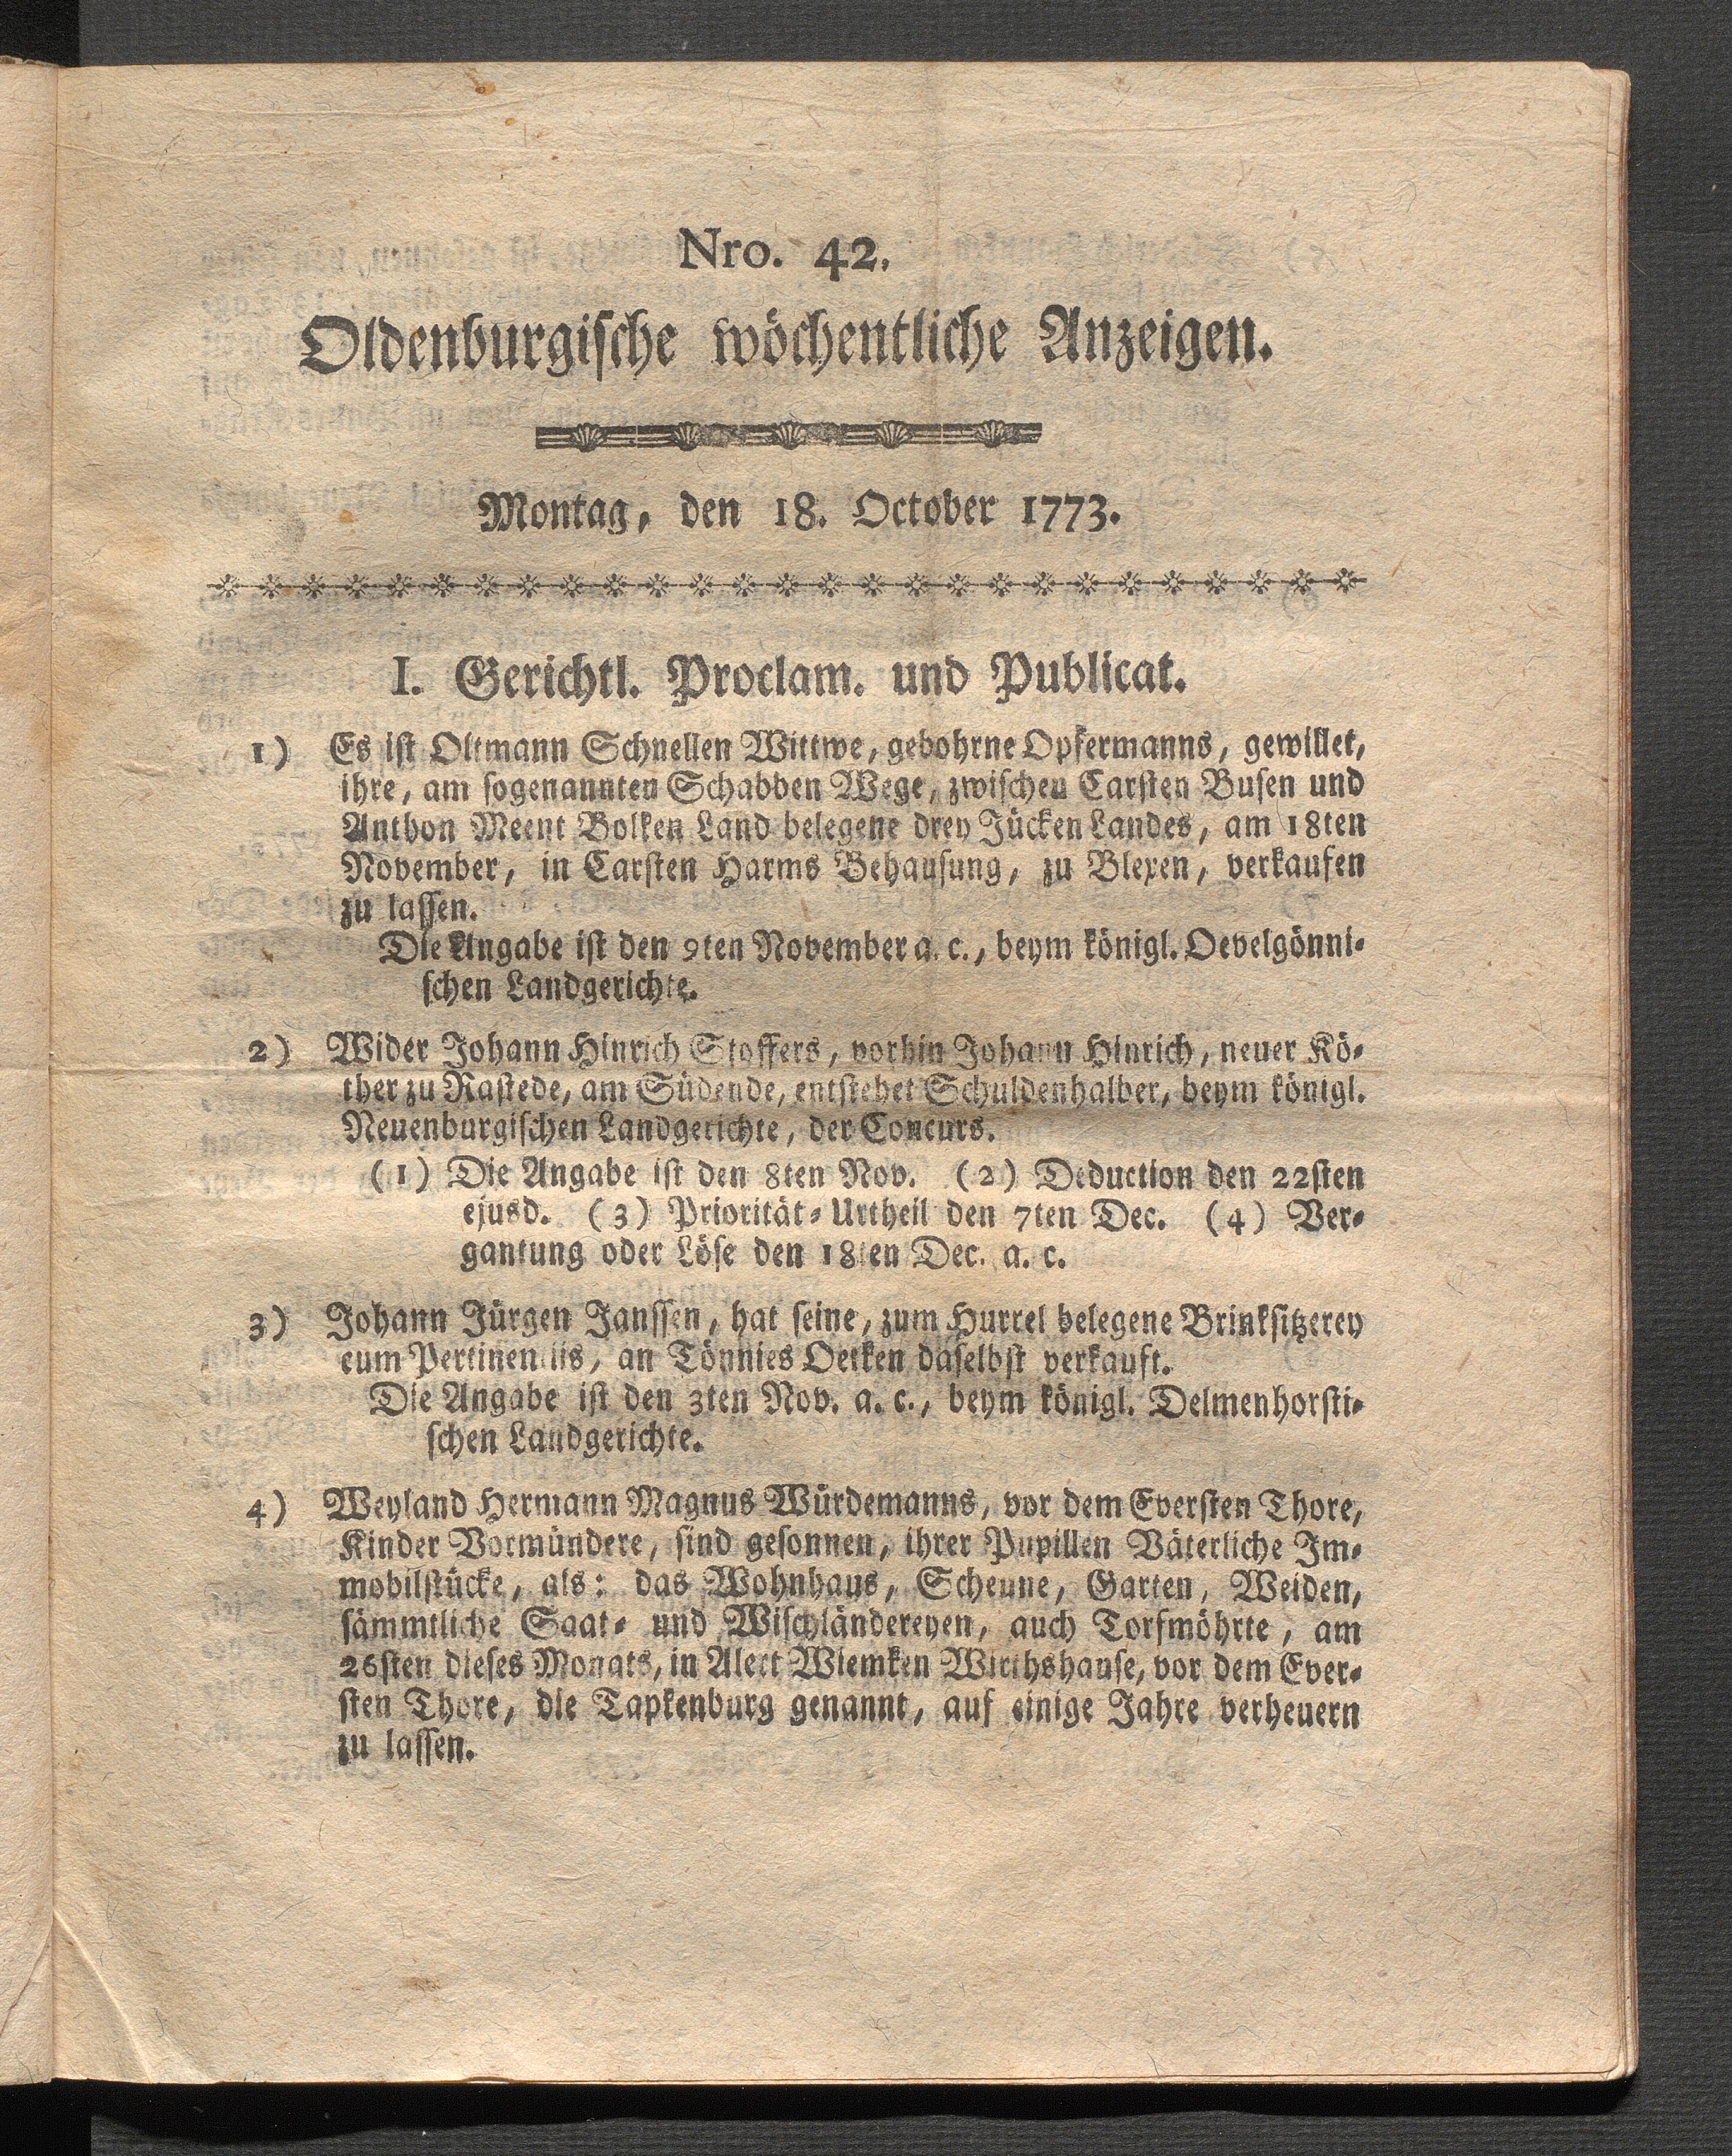 Nro. 42.
Oldenburgische wöchentliche Anzeigen.
Montag, den 18. October 1773.
I. Gerichtl. Proclam. und Publicat.
1) Es ist Oltmann Schnellen Wittwe, gebohrne Opfermanns, gewillet,
ihre, am sogenannten Schabben Wege, zwischen Carsten Busen und
Anthon Meent Bolken Land belegene drey Jücken Landes, am 18ten
November, in Carsten Harms Behausung, zu Blexen, verkaufen
zu lassen.
Die Angabe ist den 9ten November a. c., beym königl. Oevelgönni-
schen Landgerichte.
2) Wider Johann Hinrich Stoffers, vorhin Johann Hinrich, neuer Kö-
ther zu Rastede, am Südende, entstehet Schuldenhalber, beym königl.
Neuenburgischen Landgerichte, der Concurs.
(1) Die Angabe ist den 8ten Nov. (2) Deduction den 22sten
ejusd. (3) Priorität-Urtheil den 7ten Dec. (4) Ver-
gantung oder Löse den 18ten Dec. a. c.
3) Johann Jürgen Janssen, hat seine, zum Hurrel belegene Brinksitzerey
cum Pertinentiis, an Tönnies Oetken daselbst verkauft.
Die Angabe ist den 3ten Nov. a. c., beym königl. Delmenhorsti-
schen Landgerichte.
4) Weyland Hermann Magnus Würdemanns, vor dem Eversten Thore,
Kinder Vormündere, sind gesonnen, ihrer Pupillen Väterliche Im-
mobilstücke, als: das Wohnhaus, Scheune, Garten, Weiden,
sämmtliche Saat- und Wischländereyen, auch Torfmöhrte, am
26sten dieses Monats, in Alert Wiemken Wirthshause, vor dem Ever-
sten Thore, die Tapkenburg genannt, auf einige Jahre verheuern
zu lassen.